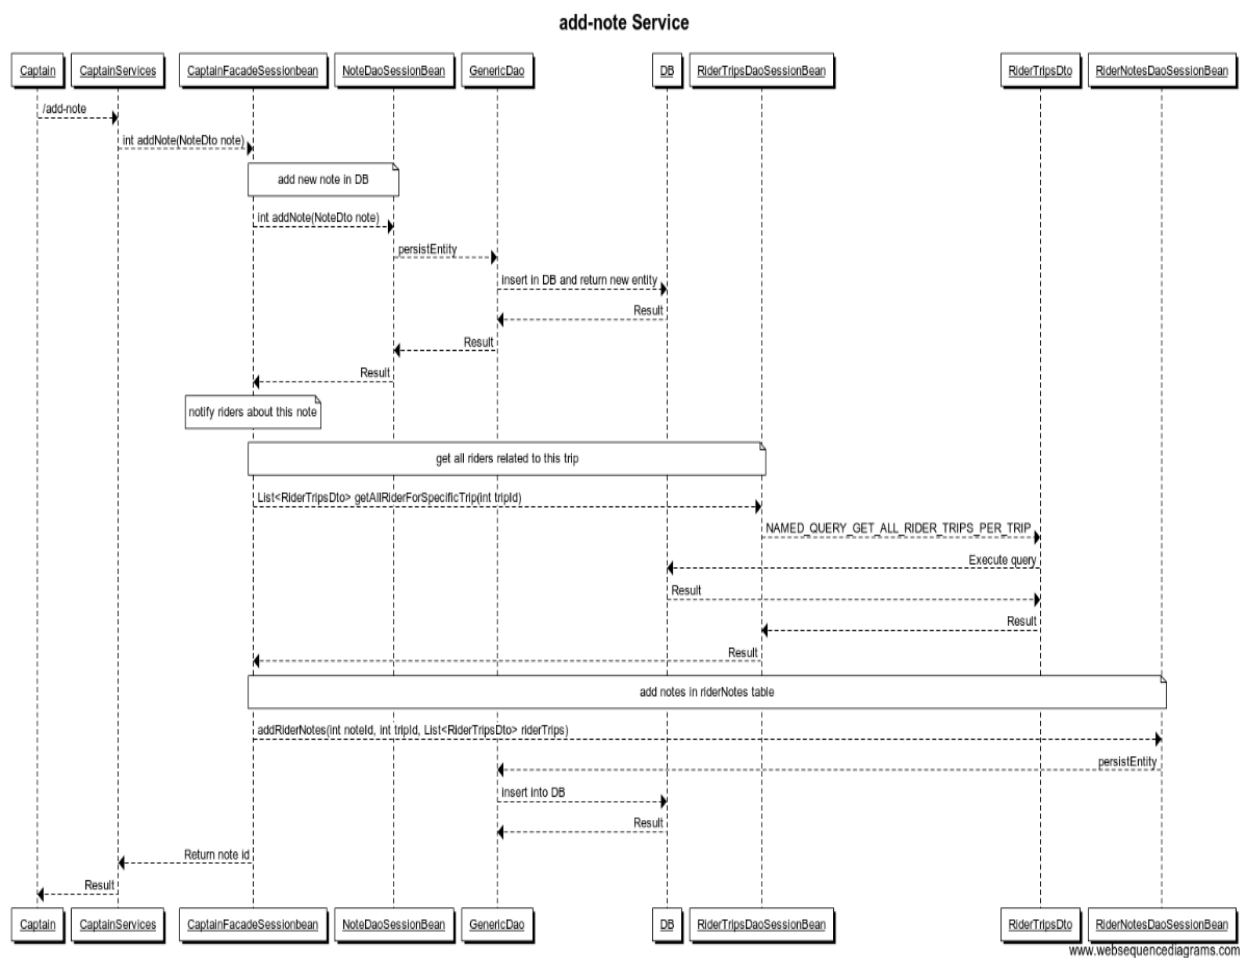 add-note Service
Captain CaptainServices CaptainFacadeSessionbean NoteDaoSessionBean GenericDao DB RiderTripsDaoSessionBean RiderTripsDto RiderNotesDaoSessionBean
/add-note
int addNote(NoteDto note)
add new note in DB
int addNote(NoteDto note)
persistEntity
insert in DB and return new entity
Result
Result
Result
notify riders about this note
get all riders related to this trip
List<RiderTripsDto> getAllRiderForSpecificTrip(int tripId)
NAMED_QUERY_GET_ALL_RIDER_TRIPS_PER_TRIP
Execute query
Result
Result
Result
add notes in riderNotes table
addRiderNotes(int noteId, int tripId, List<RiderTripsDto> riderTrips)
persistEntity
insert into DB
Result
Return note id
Result
Captain CaptainServices CaptainFacadeSessionbean NoteDaoSessionBean GenericDao DB RiderTripsDaoSessionBean RiderTripsDto RiderNotesDaoSessionBean
www.websequencediagrams.com